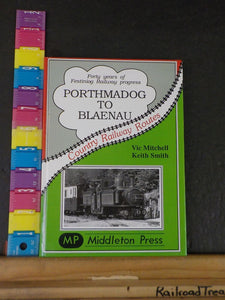 Forty years of
Festiniog Railway progress
PORTHMADOG
TO
BLAENAU
Country Railway Routes
Vic Mitchell
Keith Smith
MP Middleton Press
RailroadTrea